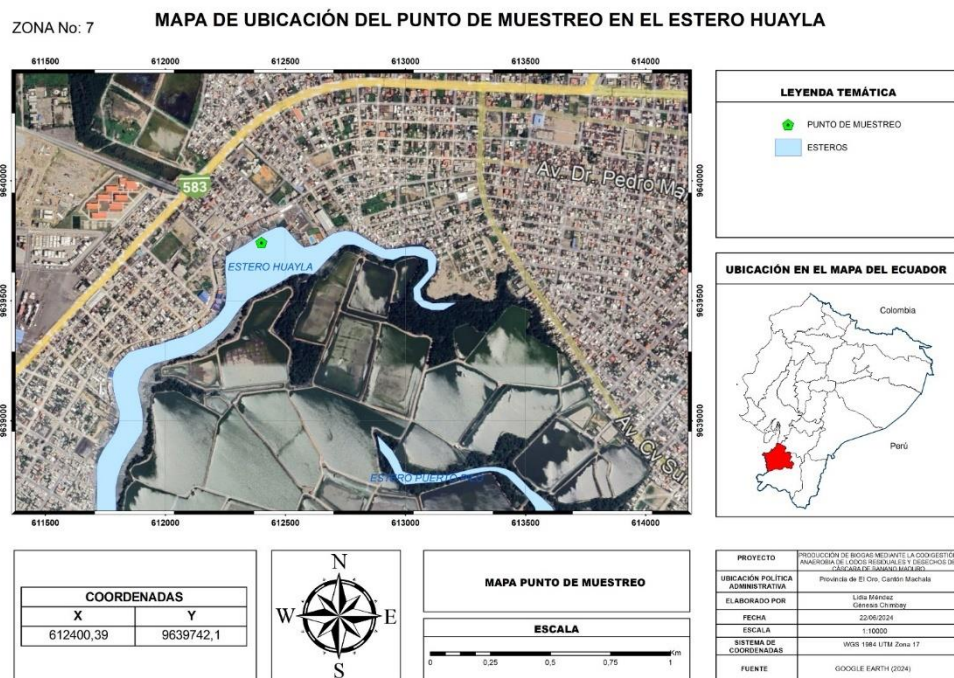 ZONA No: 7
MAPA DE UBICACIÓN DEL PUNTO DE MUESTREO EN EL ESTERO HUAYLA
611500 612000 612500 613000 613500 614000
9640000
9639500
9639000
9640000
9639500
9639000
583
Av. Dr. Pedro Ma
ESTERO HUAYLA
ESTERO PUERTO
611500 612000 612500 613000 613500 614000
LEYENDA TEMÁTICA
PUNTO DE MUESTREO
ESTEROS
UBICACIÓN EN EL MAPA DEL ECUADOR
Colombia
Perú
COORDENADAS
X Y
612400,39 9639742,1
N
W E
S
MAPA PUNTO DE MUESTREO
ESCALA
0 0,25 0,5 0,75 1 Km
PROYECTO
PRODUCCIÓN DE BIOGAS MEDIANTE LA CODIGESTIÓN
ANAEROBIA DE LODOS RESIDUALES Y DESECHOS DE
CÁSCARA DE BANANO MADURO
UBICACIÓN POLÍTICA
ADMINISTRATIVA
Provincia de El Oro, Cantón Machala
ELABORADO POR
Lidia Méndez
Génesis Chimbay
FECHA 22/06/2024
ESCALA 1:10000
SISTEMA DE
COORDENADAS
WGS 1984 UTM Zona 17
FUENTE GOOGLE EARTH (2024)